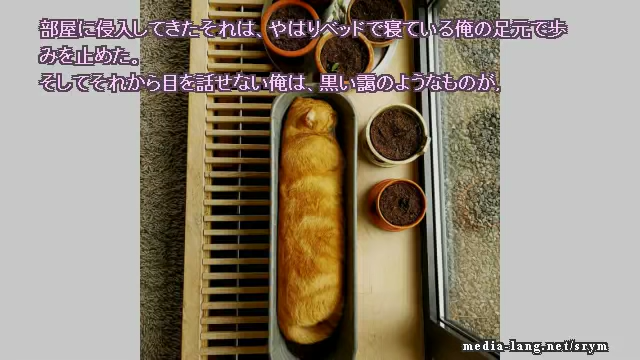 部屋に侵入してきたそれは、やはりベッドで寝ている俺の足元で歩
みを止めた。
そしてそれから目を話せない俺は、黒い靄のようなものが,
media-lang.net/srym